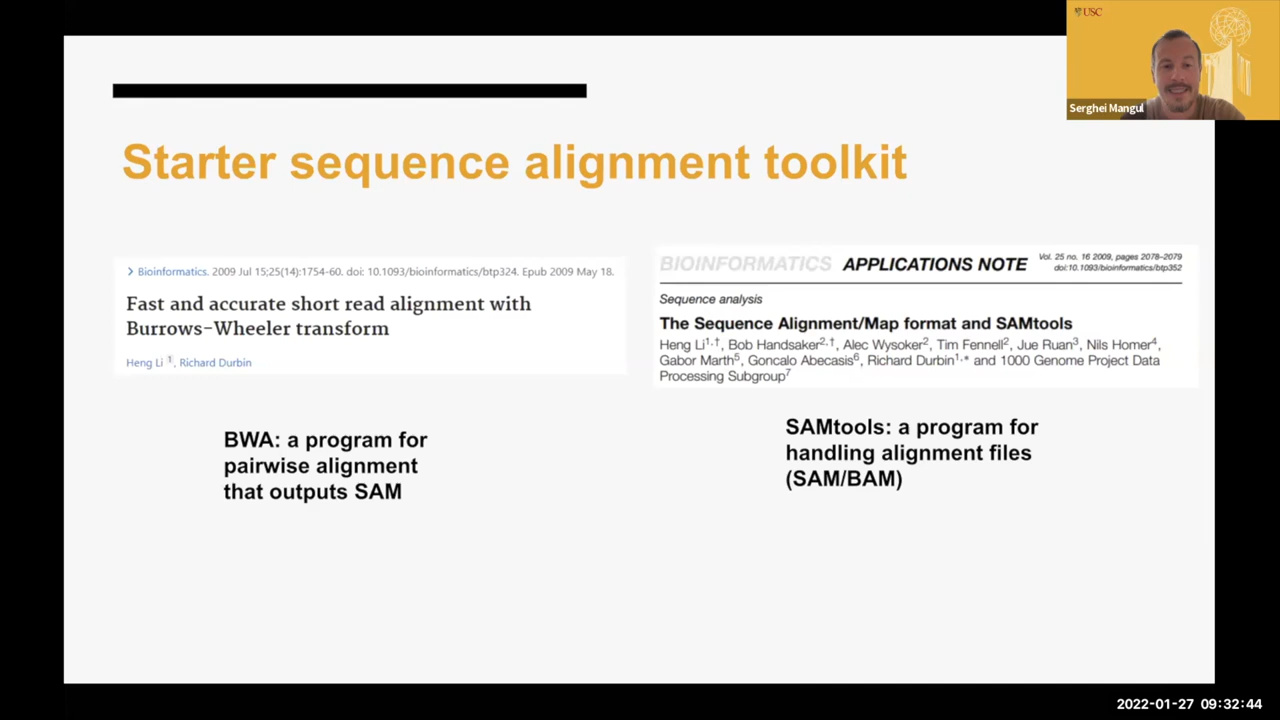 USC
Serghei Mangul
Starter sequence alignment toolkit
> Bioinformatics. 2009 Jul 15;25(14):1754-60. doi: 10.1093/bioinformatics/btp324. Epub 2009 May 18.
Fast and accurate short read alignment with
Burrows-Wheeler transform
Heng Li 1, Richard Durbin
BWA: a program for
pairwise alignment
that outputs SAM
BIOINFORMATICS APPLICATIONS NOTE
Vol. 25 no. 16 2009, pages 2078–2079
doi:10.1093/bioinformatics/btp352
Sequence analysis
The Sequence Alignment/Map format and SAMtools
Heng Li1,†, Bob Handsaker2,†, Alec Wysoker2, Tim Fennell2, Jue Ruan3, Nils Homer4,
Gabor Marth5, Goncalo Abecasis6, Richard Durbin1,* and 1000 Genome Project Data
Processing Subgroup7
SAMtools: a program for
handling alignment files
(SAM/BAM)
2022-01-27 09:32:44